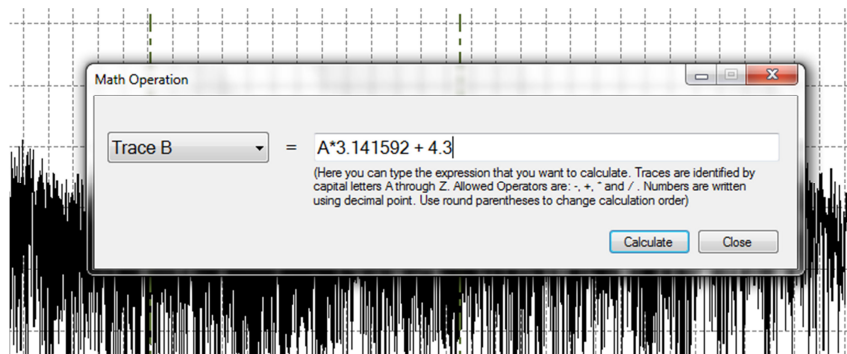 Math Operation
Trace B = A*3.141592 + 4.3
(Here you can type the expression that you want to calculate. Traces are identified by
capital letters A through Z. Allowed Operators are: -, +, * and / . Numbers are written
using decimal point. Use round parentheses to change calculation order)
Calculate Close